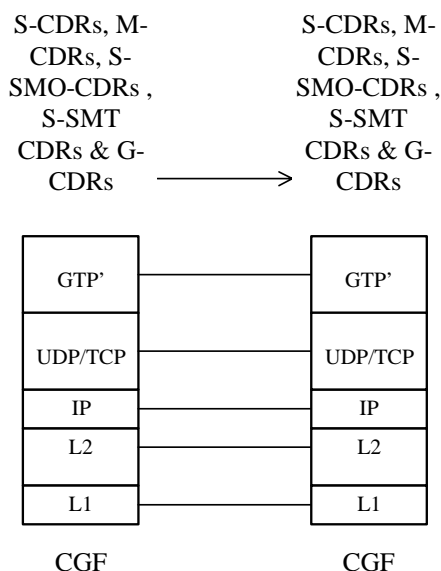 S-CDRs, M-
CDRs, S-
SMO-CDRs ,
S-SMT
CDRs & G-
CDRs
S-CDRs, M-
CDRs, S-
SMO-CDRs ,
S-SMT
CDRs & G-
CDRs
GTP’
GTP’
UDP/TCP
UDP/TCP
IP
IP
L2
L2
L1
L1
CGF
CGF